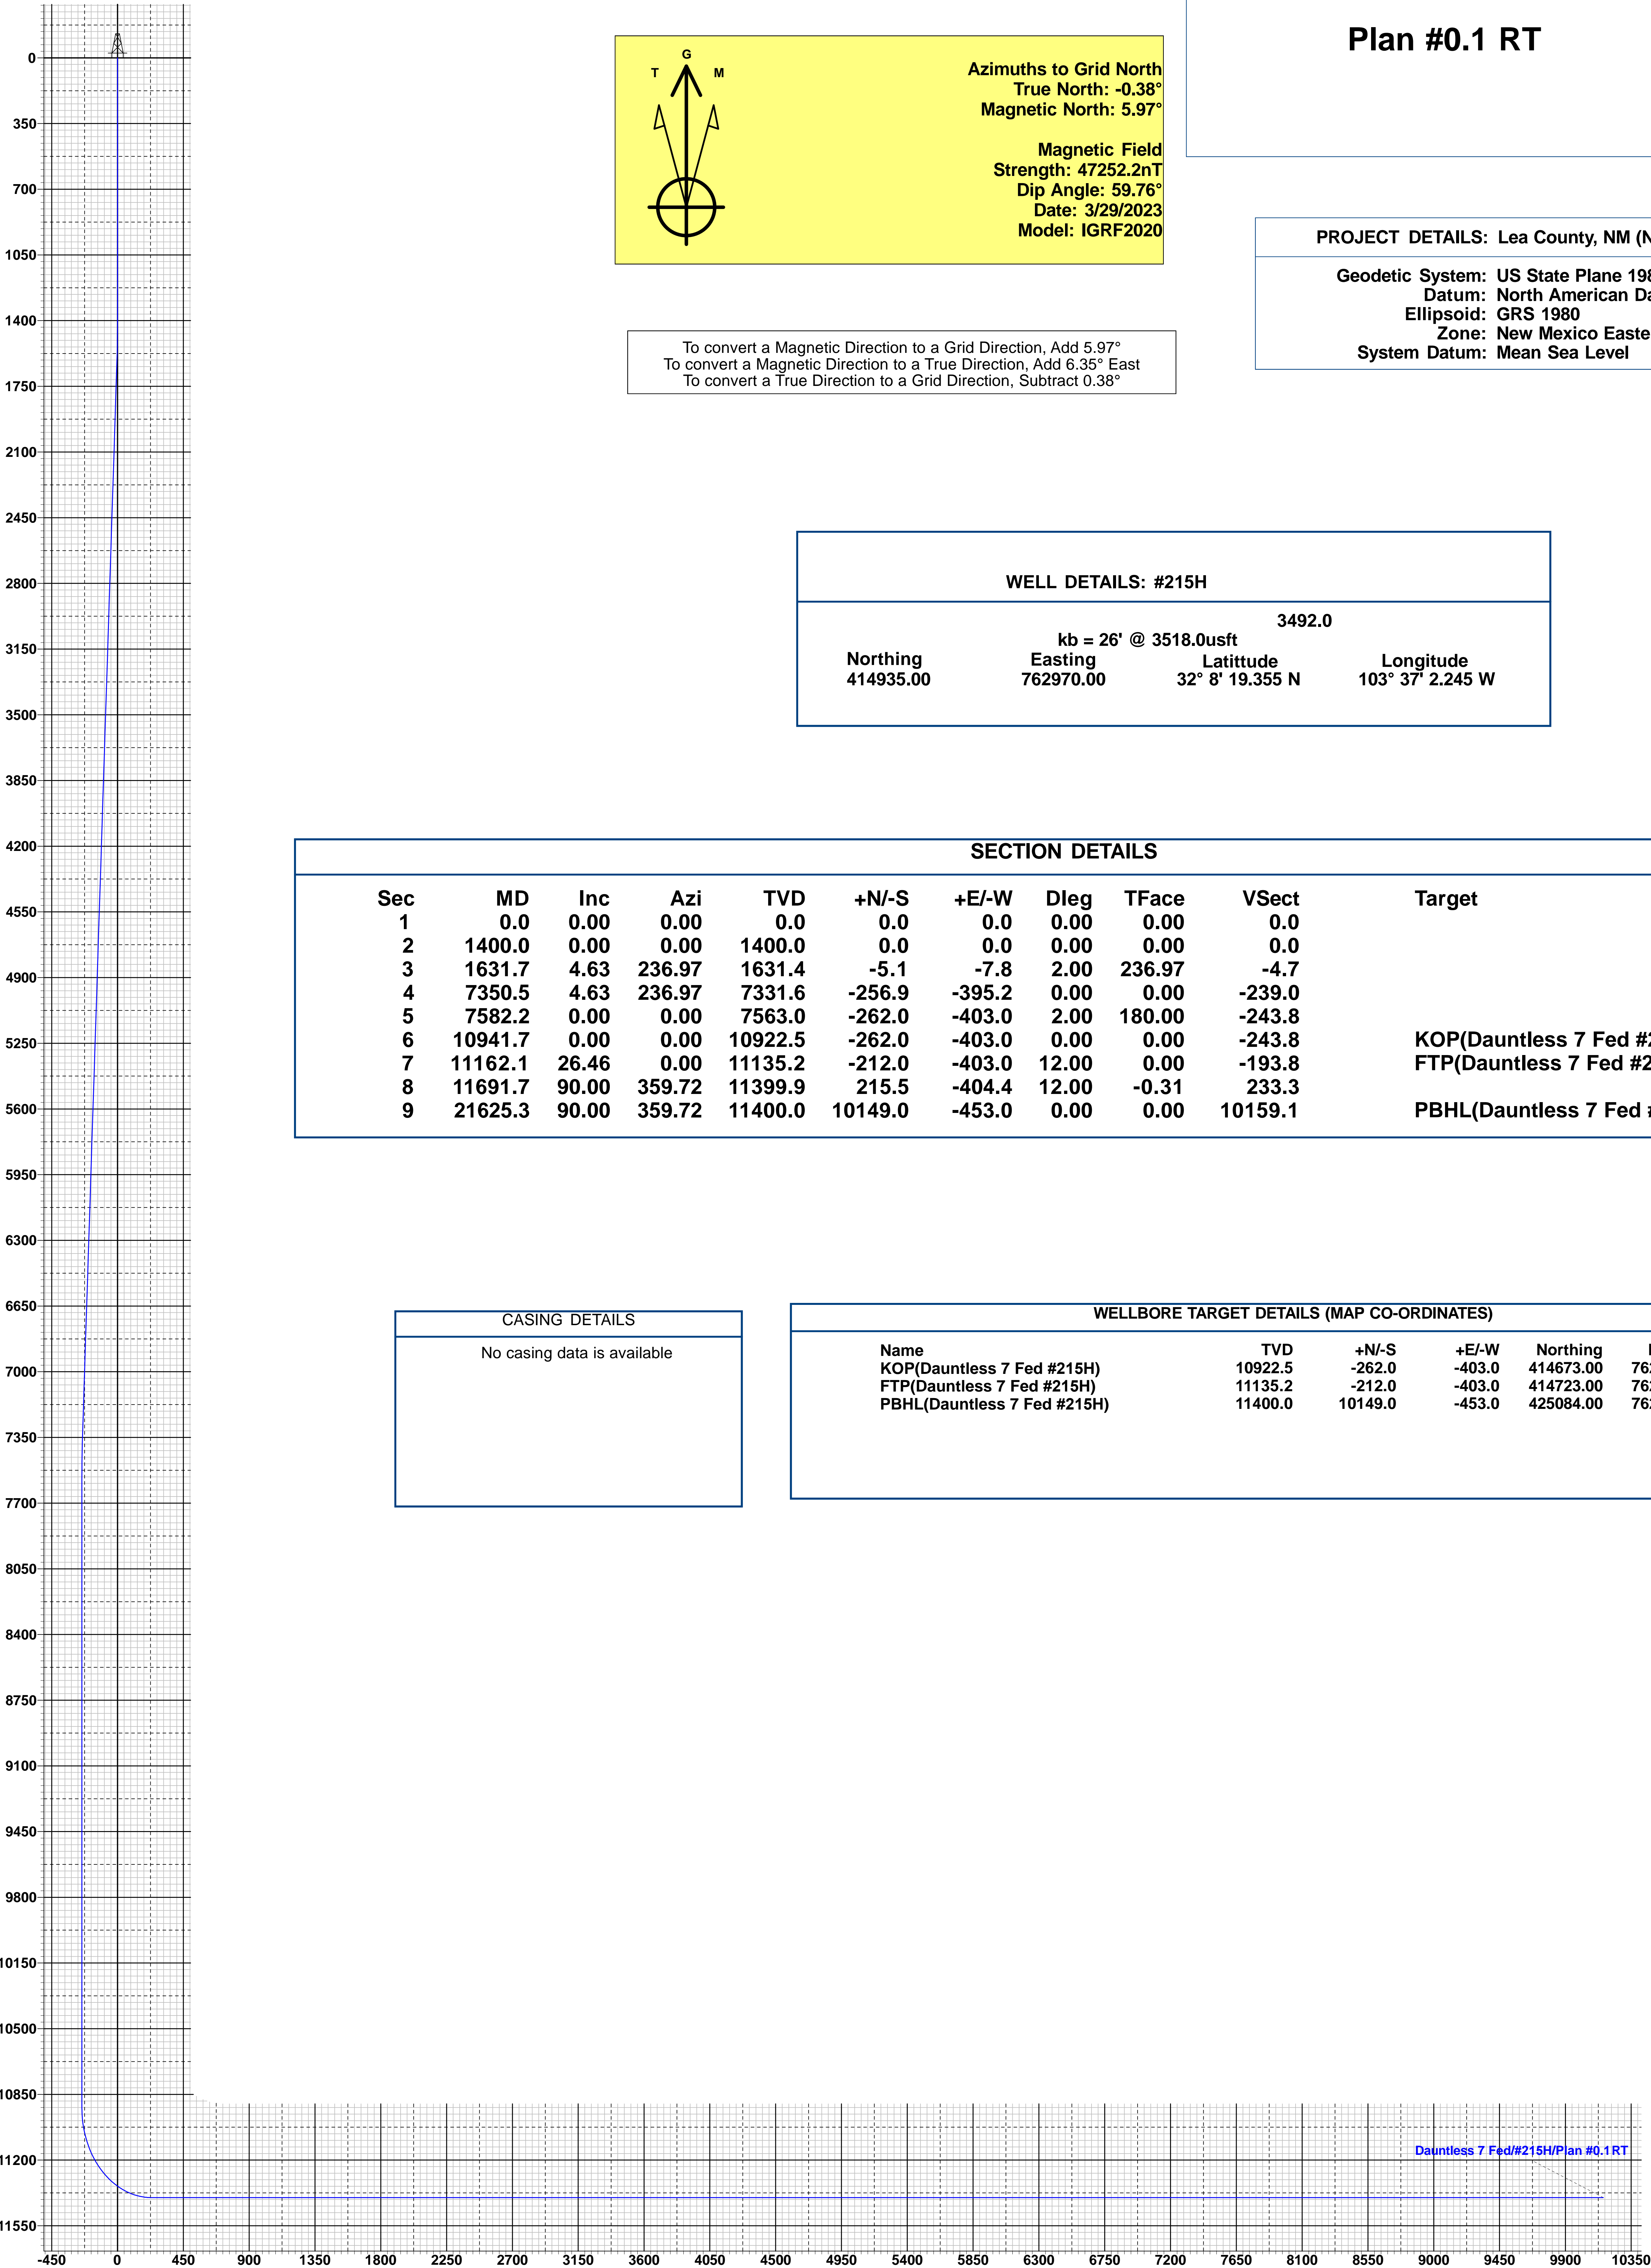 Plan #0.1 RT
G
T M
Azimuths to Grid North
True North: -0.38°
Magnetic North: 5.97°
Magnetic Field
Strength: 47252.2nT
Dip Angle: 59.76°
Date: 3/29/2023
Model: IGRF2020
PROJECT DETAILS: Lea County, NM (N
Geodetic System: US State Plane 198
Datum: North American Da
Ellipsoid: GRS 1980
Zone: New Mexico Easte
System Datum: Mean Sea Level
To convert a Magnetic Direction to a Grid Direction, Add 5.97°
To convert a Magnetic Direction to a True Direction, Add 6.35° East
To convert a True Direction to a Grid Direction, Subtract 0.38°
WELL DETAILS: #215H
3492.0
kb = 26' @ 3518.0usft
Northing Easting Latittude Longitude
414935.00 762970.00 32° 8' 19.355 N 103° 37' 2.245 W
SECTION DETAILS
Sec MD Inc Azi TVD +N/-S +E/-W Dleg TFace VSect Target
1 0.0 0.00 0.00 0.0 0.0 0.0 0.00 0.00 0.0
2 1400.0 0.00 0.00 1400.0 0.0 0.0 0.00 0.00 0.0
3 1631.7 4.63 236.97 1631.4 -5.1 -7.8 2.00 236.97 -4.7
4 7350.5 4.63 236.97 7331.6 -256.9 -395.2 0.00 0.00 -239.0
5 7582.2 0.00 0.00 7563.0 -262.0 -403.0 2.00 180.00 -243.8
6 10941.7 0.00 0.00 10922.5 -262.0 -403.0 0.00 0.00 -243.8 KOP(Dauntless 7 Fed #2
7 11162.1 26.46 0.00 11135.2 -212.0 -403.0 12.00 0.00 -193.8 FTP(Dauntless 7 Fed #2
8 11691.7 90.00 359.72 11399.9 215.5 -404.4 12.00 -0.31 233.3
9 21625.3 90.00 359.72 11400.0 10149.0 -453.0 0.00 0.00 10159.1 PBHL(Dauntless 7 Fed #
CASING DETAILS
No casing data is available
WELLBORE TARGET DETAILS (MAP CO-ORDINATES)
Name TVD +N/-S +E/-W Northing
KOP(Dauntless 7 Fed #215H) 10922.5 -262.0 -403.0 414673.00 762
FTP(Dauntless 7 Fed #215H) 11135.2 -212.0 -403.0 414723.00 762
PBHL(Dauntless 7 Fed #215H) 11400.0 10149.0 -453.0 425084.00 762
0
350
700
1050
1400
1750
2100
2450
2800
3150
3500
3850
4200
4550
4900
5250
5600
5950
6300
6650
7000
7350
7700
8050
8400
8750
9100
9450
9800
10150
10500
10850
11200
11550
Dauntless 7 Fed/#215H/Plan #0.1 RT
-450 0 450 900 1350 1800 2250 2700 3150 3600 4050 4500 4950 5400 5850 6300 6750 7200 7650 8100 8550 9000 9450 9900 10350